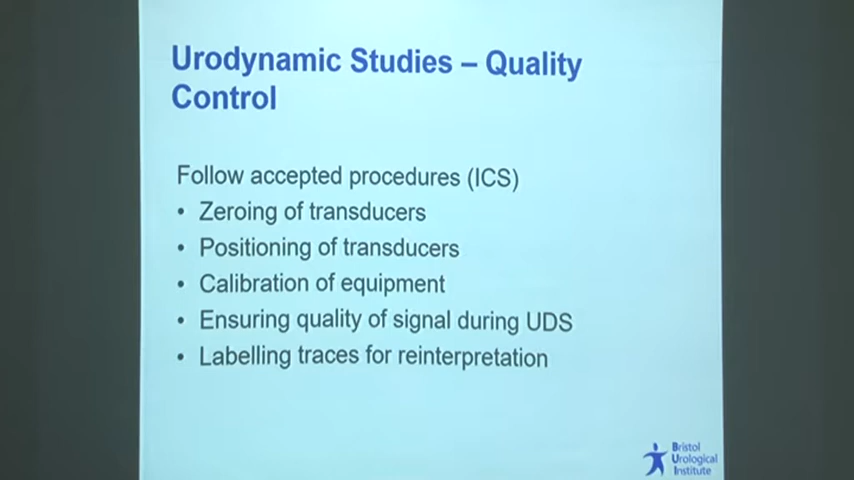 Urodynamic Studies – Quality
Control
Follow accepted procedures (ICS)
• Zeroing of transducers
• Positioning of transducers
• Calibration of equipment
• Ensuring quality of signal during UDS
• Labelling traces for reinterpretation
Bristol
Urological
Institute